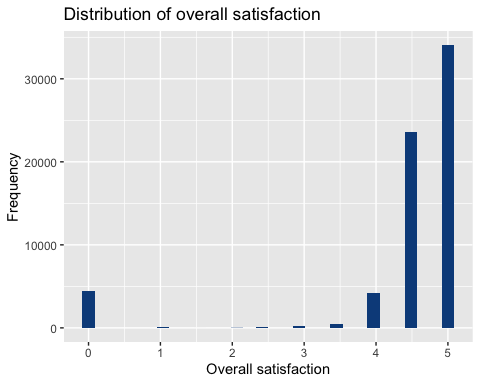 Distribution of overall satisfaction
30000
20000
10000
0
Frequency
0 1 2 3 4 5
Overall satisfaction